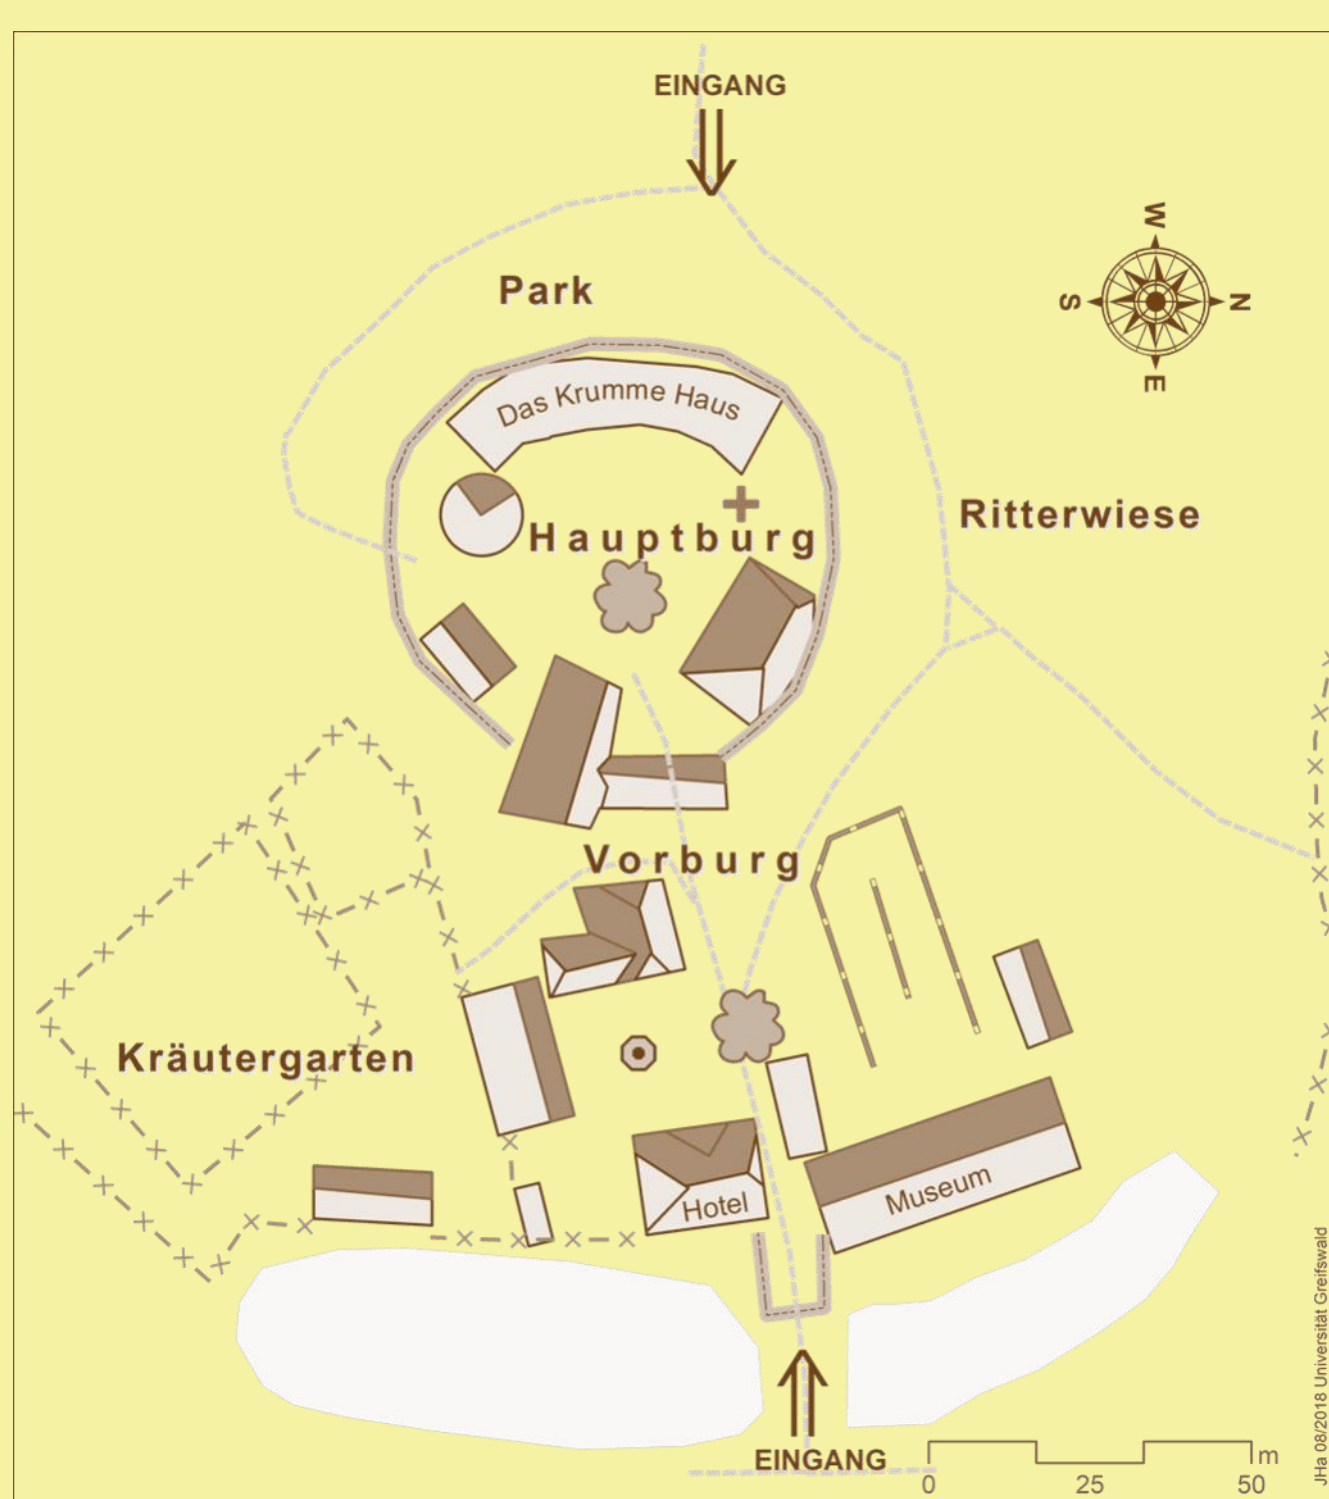 EINGANG
W
Park
S
N
E
Das Krumme Haus
Ritterwiese
Hauptburg
Vorburg
Kräutergarten
Museum
Hotel
EINGANG
m
0
25
50
JHa 08/2018 Universität Greifswald